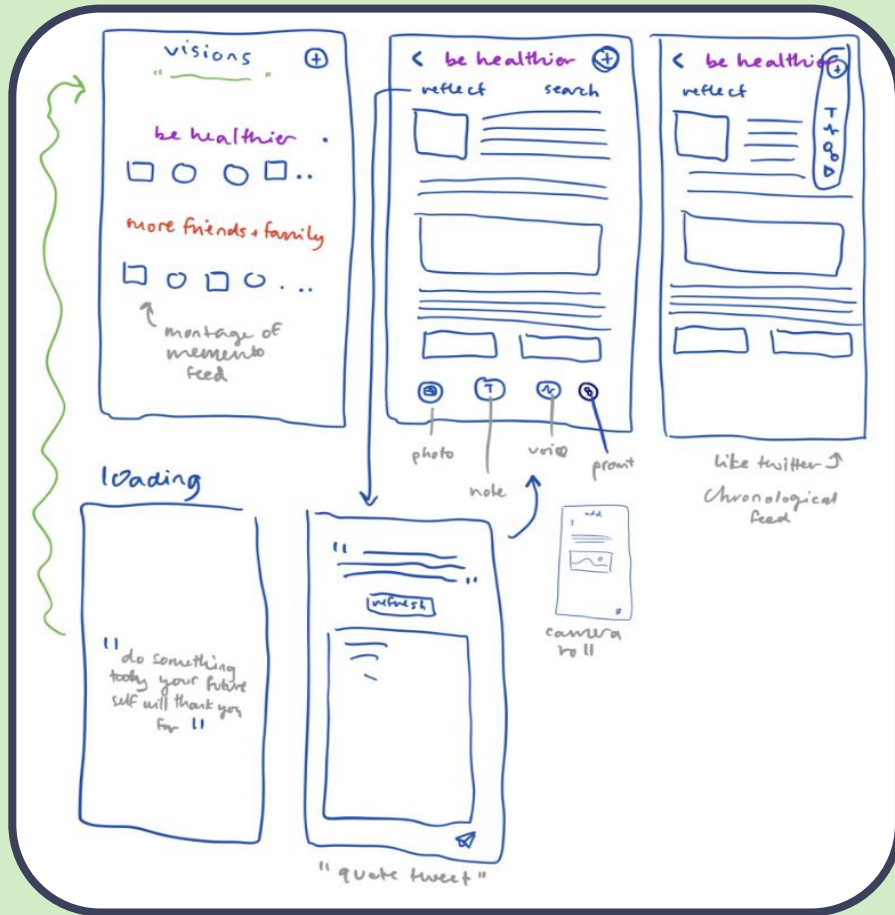 visions
be healthier
more friends + family
montage of
memento
feed
< be healthier
reflect search
T
photo
note
voice
< be healthier
reflect
T
like twitter
chronological
feed
loading
"do something
today your future
self will thank you
for "
refresh
"quote tweet"
add
T
camera
roll